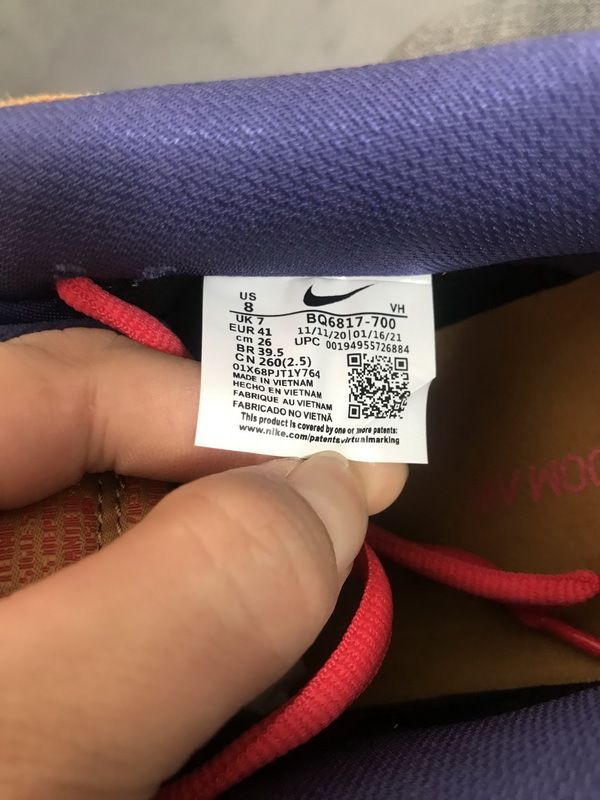 US
8
VH
UK 7
BQ6817-700
EUR 41
11/11/20 | 01/16/21
cm 26
UPC 00194955726884
BR 39.5
CN 260(2.5)
01X68PJT1Y764
MADE IN VIETNAM
HECHO EN VIETNAM
FABRIQUE AU VIETNAM
FABRICADO NO VIETNÃ
This product is covered by one or more patents:
www.nike.com/patentsvirtualmarking